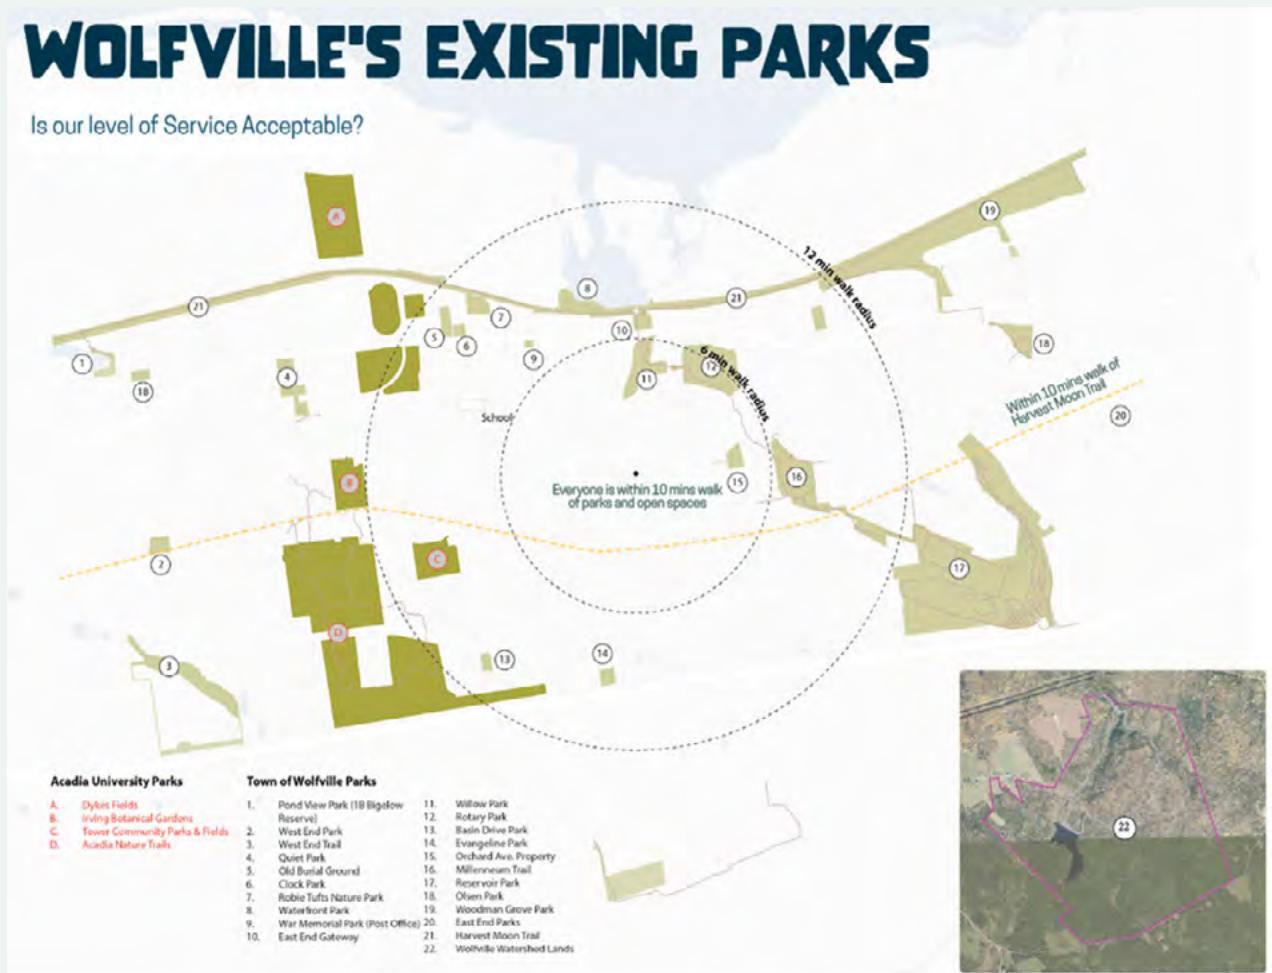 WOLFVILLE'S EXISTING PARKS
Is our level of Service Acceptable?
A
19
12 min walk radius
21
8
21
7
5
6
10
9
18
1
18
4
11
12
6 min walk radius
Within 10 mins walk of
Harvest Moon Trail
20
School
B
15
16
Everyone is within 10 mins walk
of parks and open spaces
2
C
17
D
3
13
14
22
Acadia University Parks
A. Dykes Fields
B. Irving Botanical Gardens
C. Tower Community Parks & Fields
D. Acadia Nature Trails
Town of Wolfville Parks
1. Pond View Park (18 Bigelow
Reserve)
2. West End Park
3. West End Trail
4. Quiet Park
5. Old Burial Ground
6. Clock Park
7. Robie Tufts Nature Park
8. Waterfront Park
9. War Memorial Park (Post Office)
10. East End Gateway
11. Willow Park
12. Rotary Park
13. Basin Drive Park
14. Evangeline Park
15. Orchard Ave. Property
16. Millenneum Trail
17. Reservoir Park
18. Olsen Park
19. Woodman Grove Park
20. East End Parks
21. Harvest Moon Trail
22. Wolfville Watershed Lands